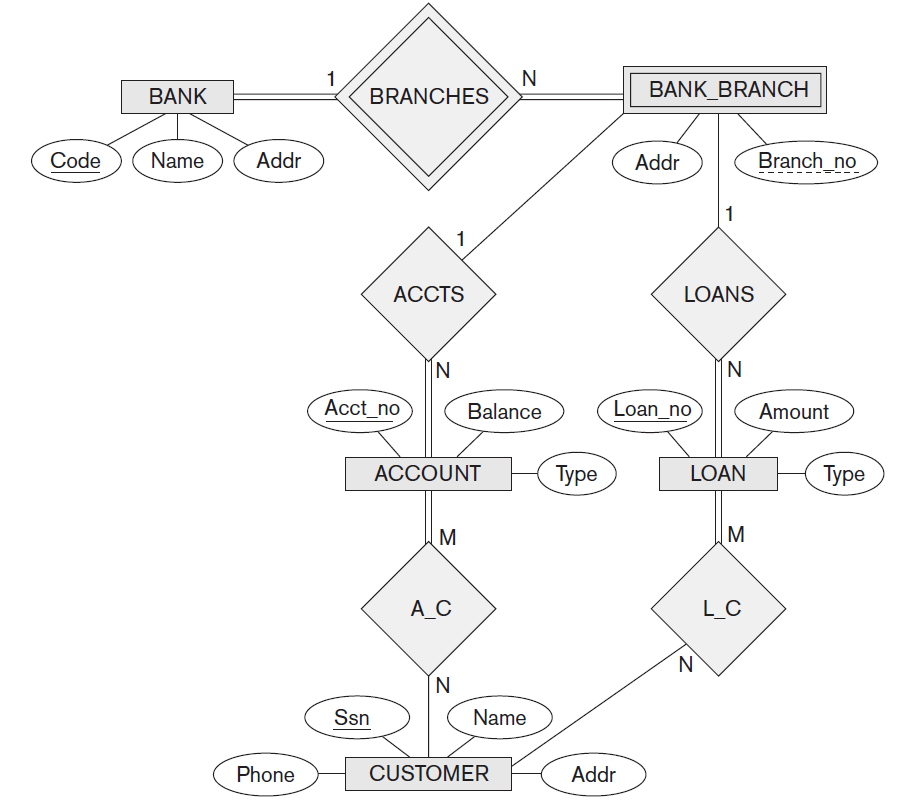 1
N
BANK
BRANCHES
BANK_BRANCH
Code
Name
Addr
Addr
Branch_no
1
1
ACCTS
LOANS
N
N
Acct_no
Balance
Loan_no
Amount
ACCOUNT
Type
LOAN
Type
M
M
A_C
L_C
N
N
Ssn
Name
Phone
CUSTOMER
Addr